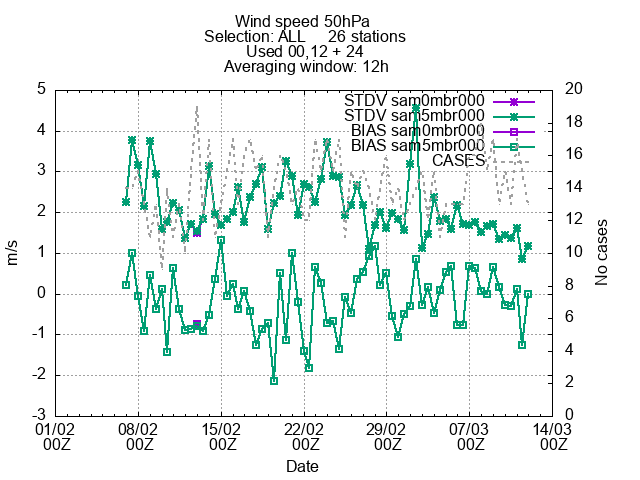 Wind speed 50hPa
Selection: ALL 26 stations
Used 00,12 + 24
Averaging window: 12h
STDV sam0mbr000
STDV sam5mbr000
BIAS sam0mbr000
BIAS sam5mbr000
CASES
m/s
5
4
3
2
1
0
-1
-2
-3
No cases
20
18
16
14
12
10
8
6
4
2
0
01/02 08/02 15/02 22/02 29/02 07/03 14/03
00Z 00Z 00Z 00Z 00Z 00Z 00Z
Date